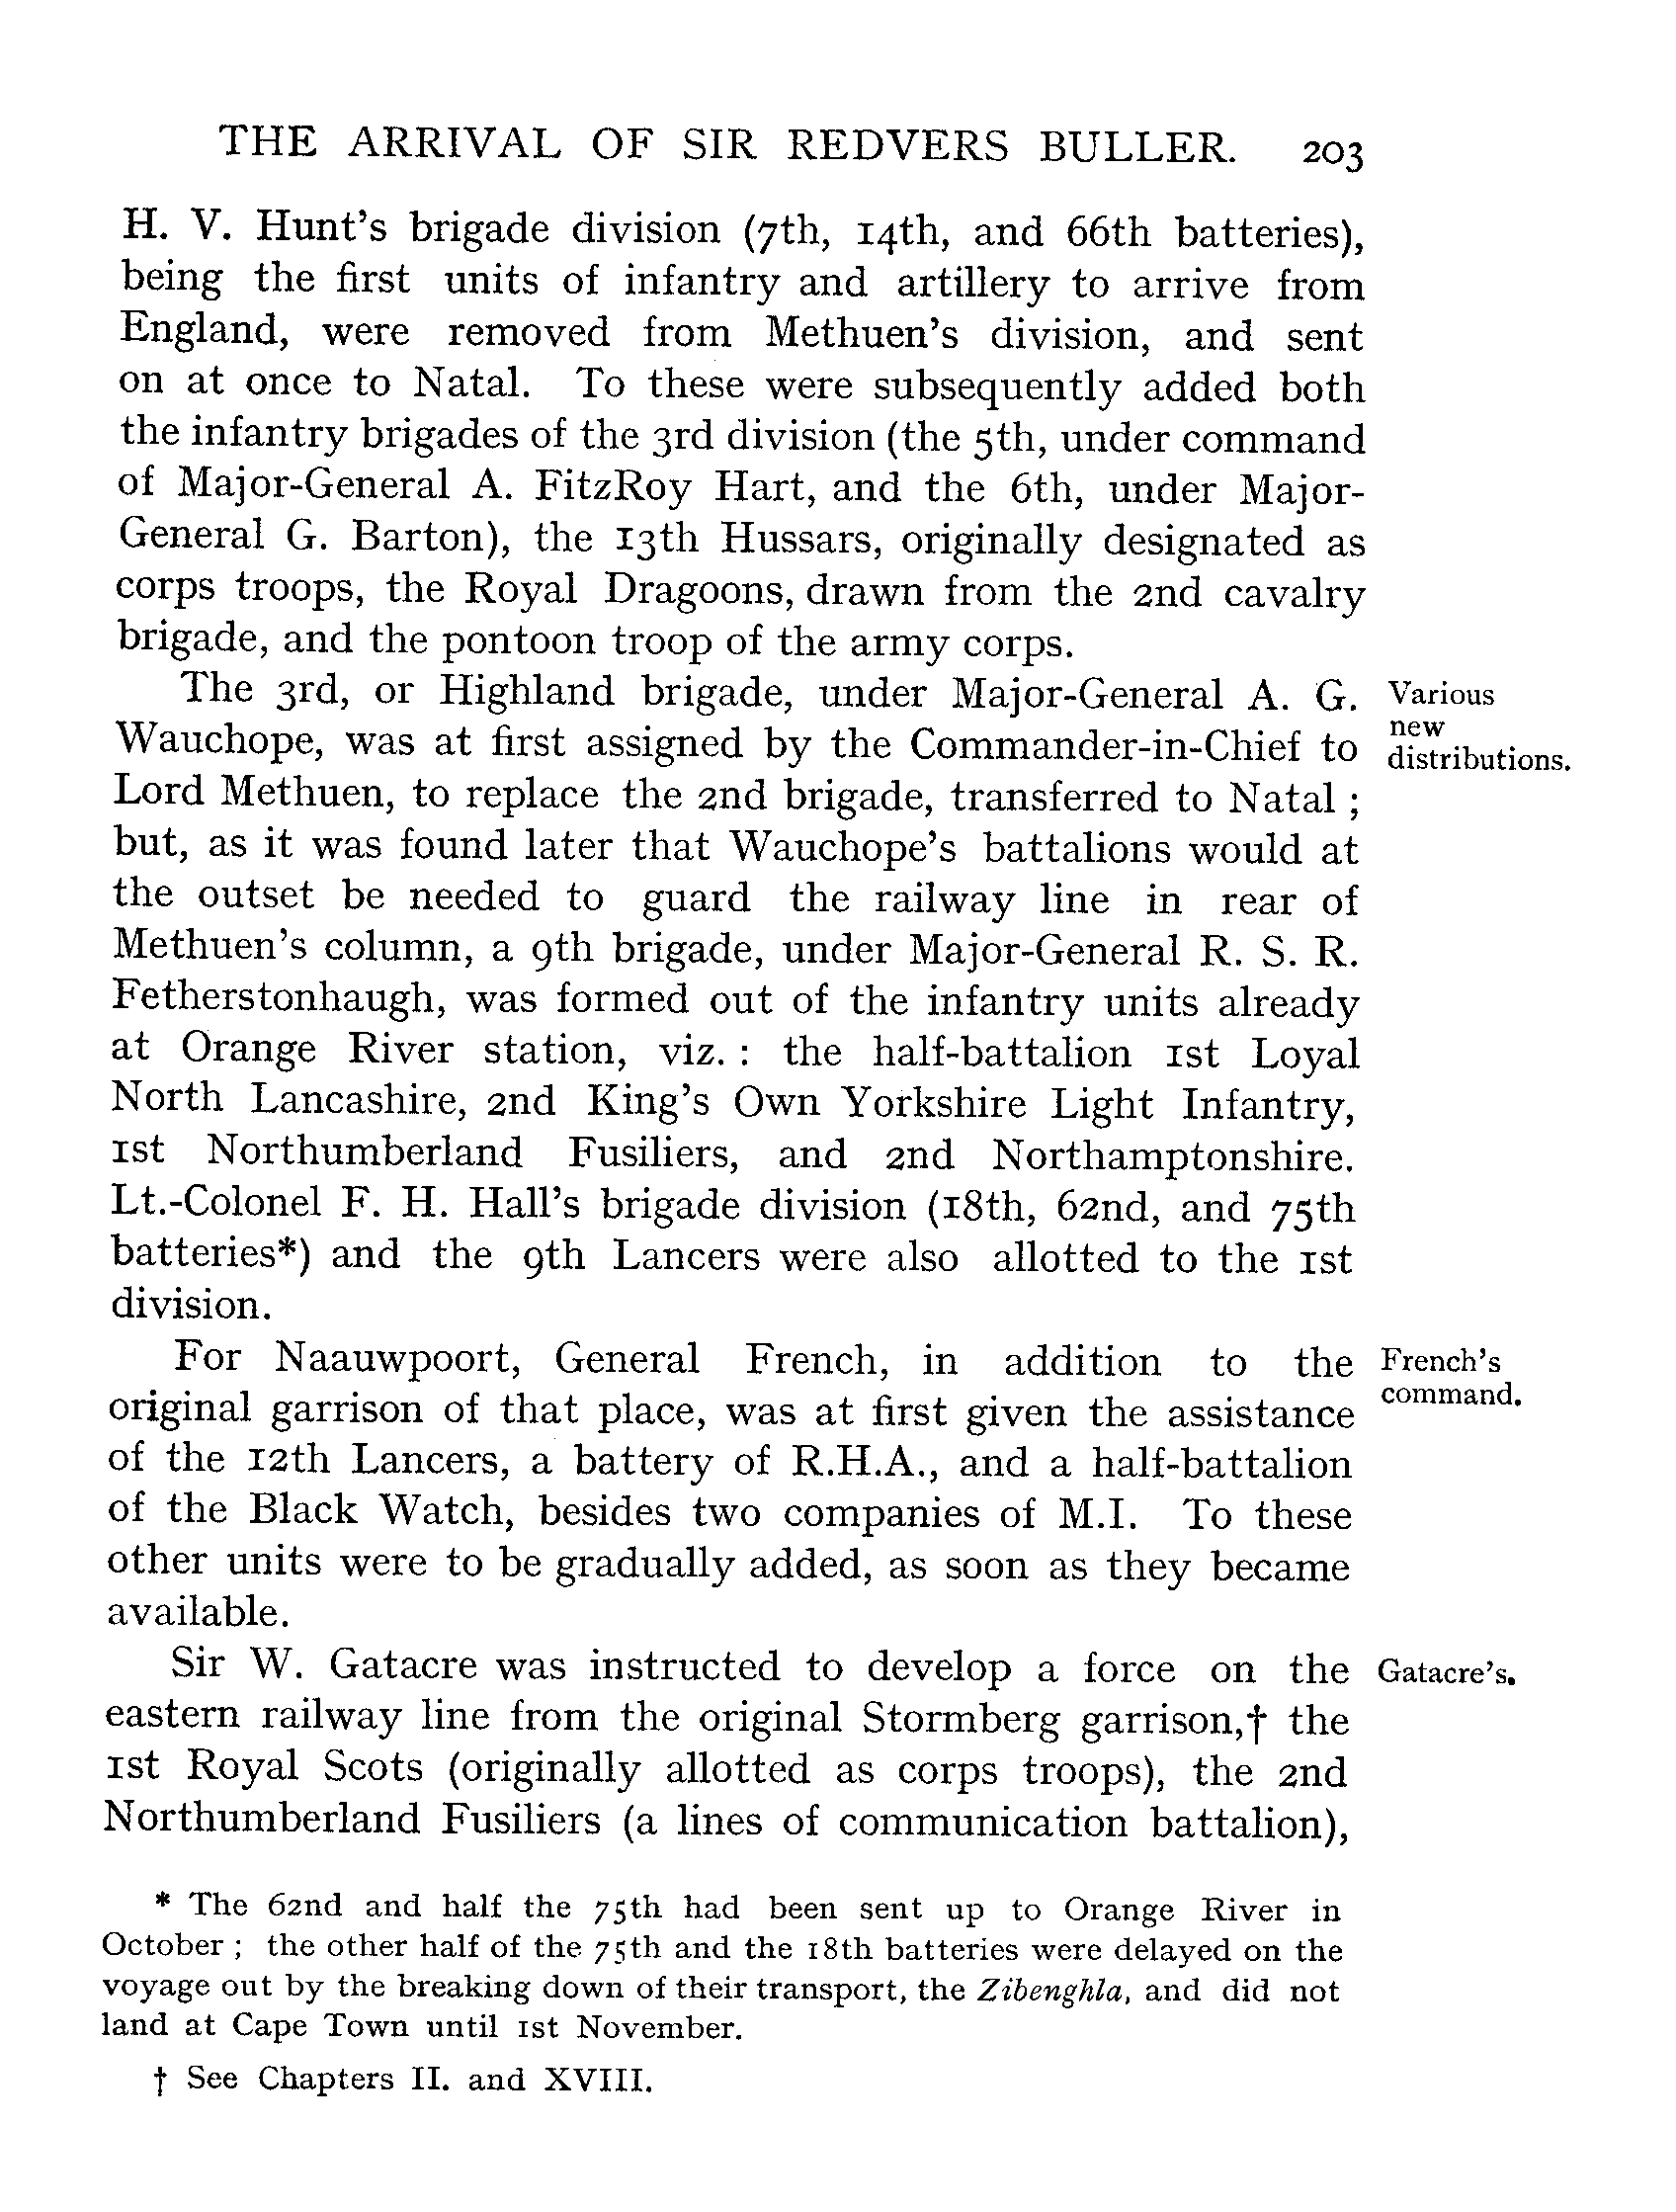 THE ARRIVAL OF SIR REDVERS BULLER. 203
H. V. Hunt's brigade division (7th, 14th, and 66th batteries),
being the first units of infantry and artillery to arrive from
England, were removed from Methuen's division, and sent
on at once to Natal. To these were subsequently added both
the infantry brigades of the 3rd division (the 5th, under command
of Major-General A. FitzRoy Hart, and the 6th, under Major-
General G. Barton), the 13th Hussars, originally designated as
corps troops, the Royal Dragoons, drawn from the 2nd cavalry
brigade, and the pontoon troop of the army corps.
The 3rd, or Highland brigade, under Major-General A. G.
Various
new
distributions.
Wauchope, was at first assigned by the Commander-in-Chief to
Lord Methuen, to replace the 2nd brigade, transferred to Natal ;
but, as it was found later that Wauchope's battalions would at
the outset be needed to guard the railway line in rear of
Methuen's column, a 9th brigade, under Major-General R. S. R.
Fetherstonhaugh, was formed out of the infantry units already
at Orange River station, viz. : the half-battalion 1st Loyal
North Lancashire, 2nd King's Own Yorkshire Light Infantry,
1st Northumberland Fusiliers, and 2nd Northamptonshire.
Lt.-Colonel F. H. Hall's brigade division (18th, 62nd, and 75th
batteries*) and the 9th Lancers were also allotted to the 1st
division.
For Naauwpoort, General French, in addition to the
French's
command.
original garrison of that place, was at first given the assistance
of the 12th Lancers, a battery of R.H.A., and a half-battalion
of the Black Watch, besides two companies of M.I. To these
other units were to be gradually added, as soon as they became
available.
Sir W. Gatacre was instructed to develop a force on the
Gatacre's.
eastern railway line from the original Stormberg garrison,† the
1st Royal Scots (originally allotted as corps troops), the 2nd
Northumberland Fusiliers (a lines of communication battalion),
* The 62nd and half the 75th had been sent up to Orange River in
October ; the other half of the 75th and the 18th batteries were delayed on the
voyage out by the breaking down of their transport, the Zibenghla, and did not
land at Cape Town until 1st November.
† See Chapters II. and XVIII.